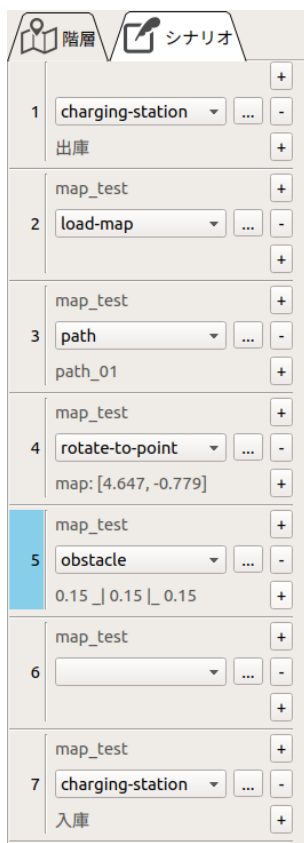 階層 シナリオ
+
1 charging-station ... -
出庫 +
map_test +
2 load-map ... -
+
map_test +
3 path ... -
path_01 +
map_test +
4 rotate-to-point ... -
map: [4.647, -0.779] +
map_test +
5 obstacle ... -
0.15 _| 0.15 |_ 0.15 +
map_test +
6 ... -
+
map_test +
7 charging-station ... -
入庫 +